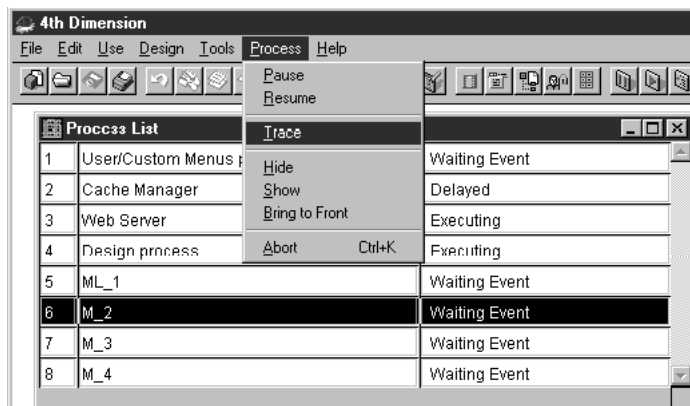 4th Dimension
File Edit Use Design Tools Process Help
Pause
Resume
Trace
Hide
Show
Bring to Front
Abort Ctrl+K
Process List
1 User/Custom Menus Waiting Event
2 Cache Manager Delayed
3 Web Server Executing
4 Design process Executing
5 ML_1 Waiting Event
6 M_2 Waiting Event
7 M_3 Waiting Event
8 M_4 Waiting Event